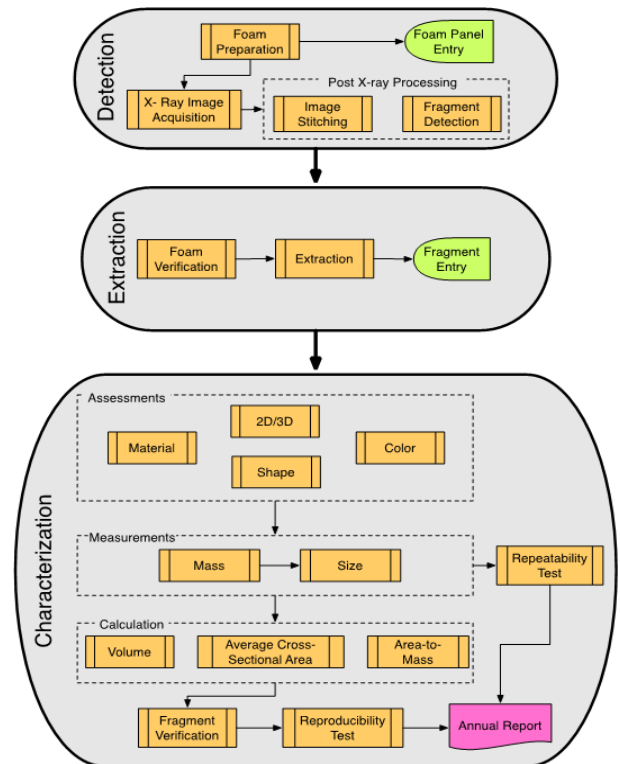 Detection
Foam
Preparation
Foam Panel
Entry
X- Ray Image
Acquisition
Post X-ray Processing
Image
Stitching
Fragment
Detection
Extraction
Foam
Verification
Extraction
Fragment
Entry
Characterization
Assessments
Material
2D/3D
Shape
Color
Measurements
Mass
Size
Repeatability
Test
Calculation
Volume
Average Cross-
Sectional Area
Area-to-
Mass
Fragment
Verification
Reproducibility
Test
Annual Report